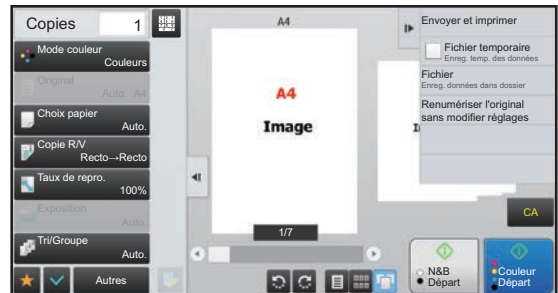 Copies 1
Mode couleur
Couleurs
Original
Auto. A4
Choix papier
Auto.
Copie R/V
Recto→Recto
Taux de repro.
100%
Exposition
Auto.
Tri/Groupe
Auto.
Autres
A4
A4
Image
1/7
Envoyer et imprimer
Fichier temporaire
Enreg. temp. des données
Fichier
Enreg. données dans dossier
Renumériser l'original
sans modifier réglages
CA
N&B
Départ
Couleur
Départ